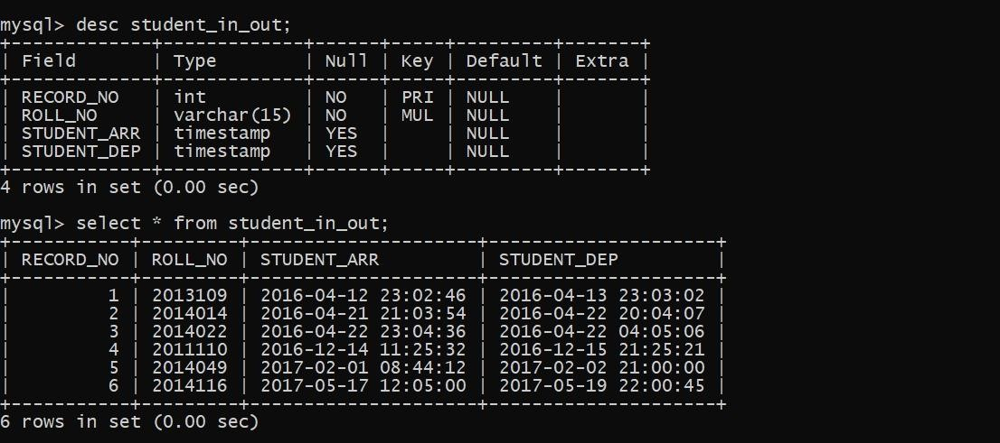 mysql> desc student_in_out;
+-------------+-------------+------+-----+---------+-------+
| Field       | Type        | Null | Key | Default | Extra |
+-------------+-------------+------+-----+---------+-------+
| RECORD_NO   | int         | NO   | PRI | NULL    |       |
| ROLL_NO     | varchar(15) | NO   | MUL | NULL    |       |
| STUDENT_ARR | timestamp   | YES  |     | NULL    |       |
| STUDENT_DEP | timestamp   | YES  |     | NULL    |       |
+-------------+-------------+------+-----+---------+-------+
4 rows in set (0.00 sec)
mysql> select * from student_in_out;
+-----------+---------+---------------------+---------------------+
| RECORD_NO | ROLL_NO | STUDENT_ARR         | STUDENT_DEP         |
+-----------+---------+---------------------+---------------------+
|         1 | 2013109 | 2016-04-12 23:02:46 | 2016-04-13 23:03:02 |
|         2 | 2014014 | 2016-04-21 21:03:54 | 2016-04-22 20:04:07 |
|         3 | 2014022 | 2016-04-22 23:04:36 | 2016-04-22 04:05:06 |
|         4 | 2011110 | 2016-12-14 11:25:32 | 2016-12-15 21:25:21 |
|         5 | 2014049 | 2017-02-01 08:44:12 | 2017-02-02 21:00:00 |
|         6 | 2014116 | 2017-05-17 12:05:00 | 2017-05-19 22:00:45 |
+-----------+---------+---------------------+---------------------+
6 rows in set (0.00 sec)